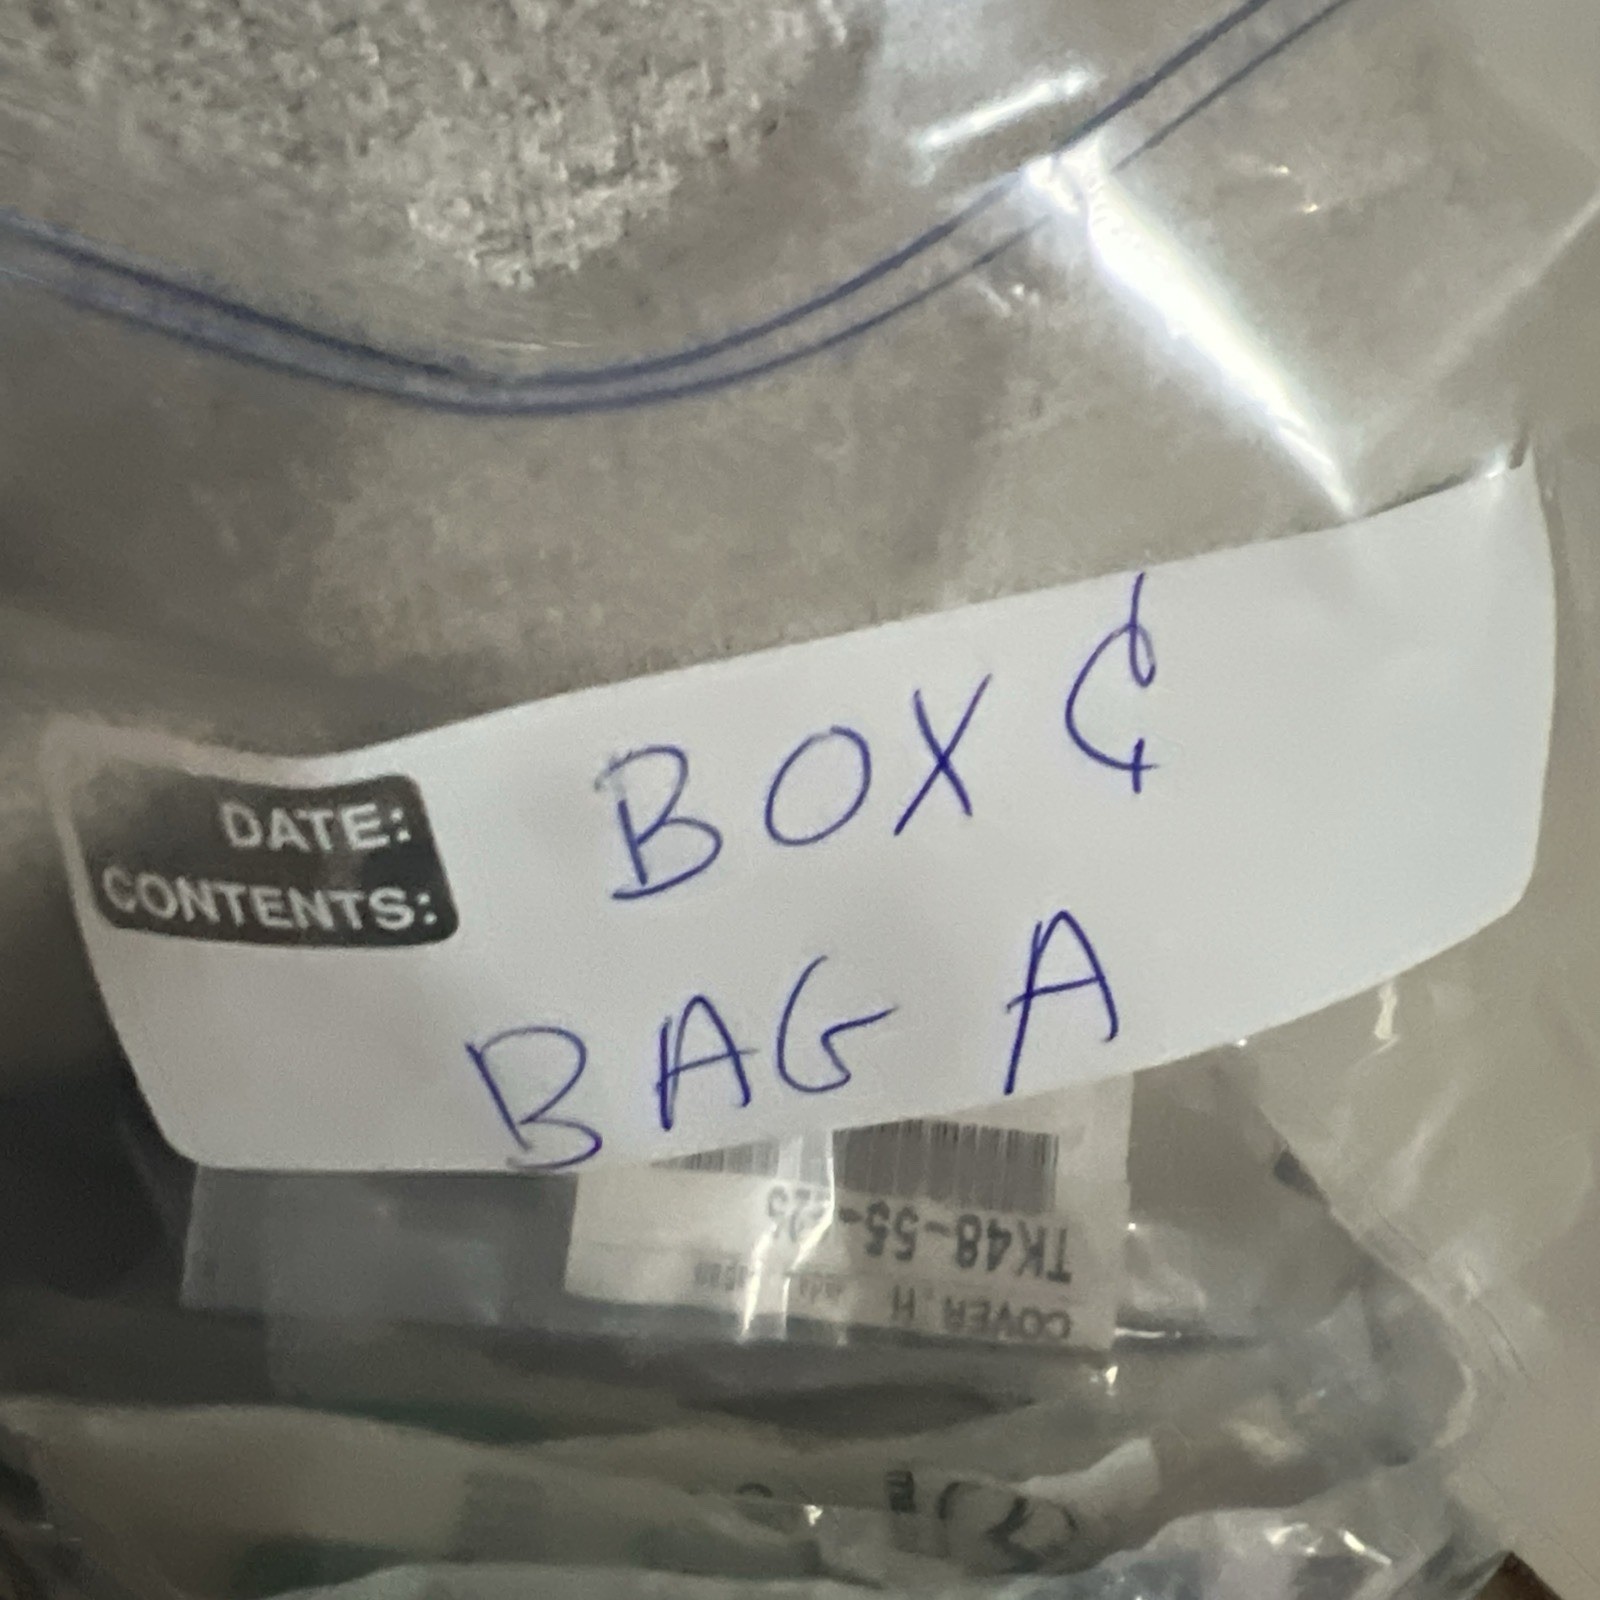 BOX ₵
DATE:
CONTENTS:
BAG A
TK48-55-
COVER, H